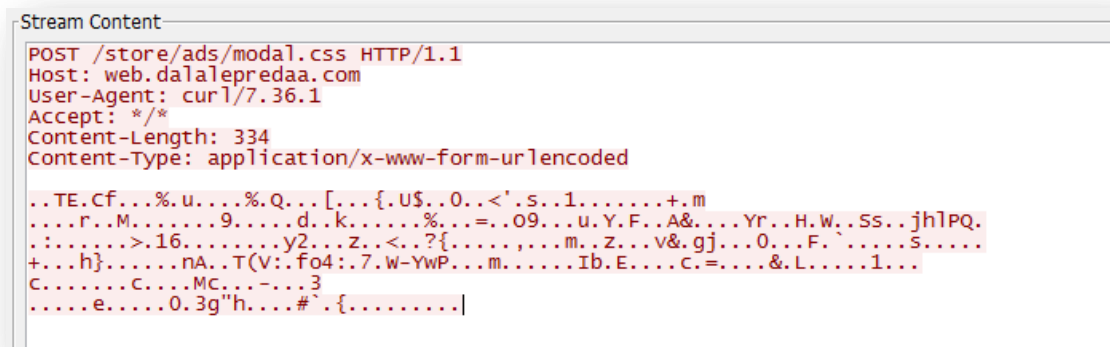 Stream Content
POST /store/ads/modal.css HTTP/1.1
Host: web.dalalepredaa.com
User-Agent: curl/7.36.1
Accept: */*
Content-Length: 334
Content-Type: application/x-www-form-urlencoded
..TE.Cf...%.u....%.Q...[...{.U$..0..<'.s..1.......+.m
....r..M.......9.....d..k......%...=..O9...u.Y.F..A&....Yr..H.W..Ss..jhlPQ.
.:......>.16........y2...z..<..?{.....,...m..z...v&.gj...0...F.`.....s.....
+...h}......nA..T(V:.fo4:.7.W-YwP...m......Ib.E....c.=....&.L.....1...
c.......c....Mc...-...3
.....e.....0.3g"h....#`.{.........